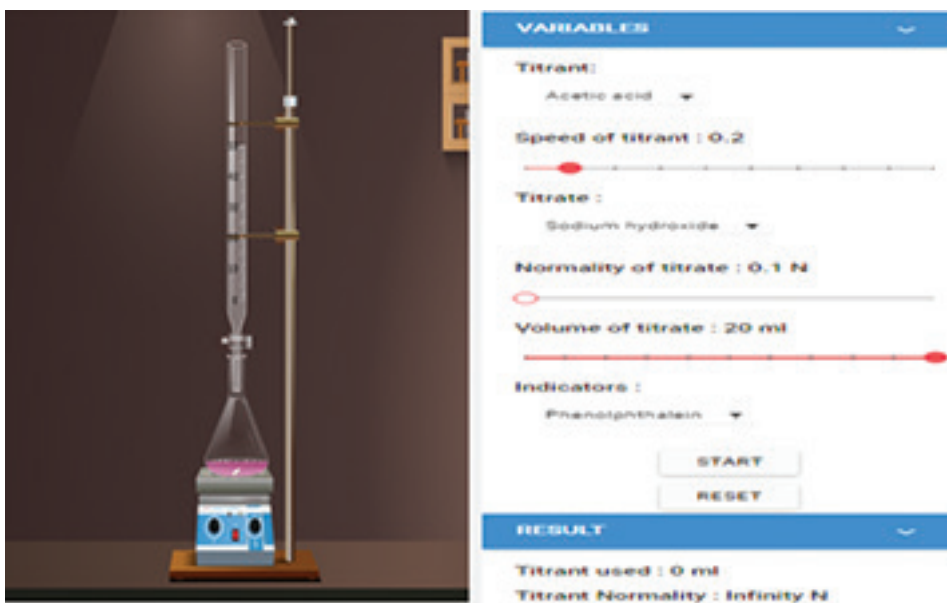 VARIABLES
Titrant:
Acetic acid
Speed of titrant : 0.2
Titrate :
Sodium hydroxide
Normality of titrate : 0.1 N
Volume of titrate : 20 ml
Indicators :
Phenolphthalein
START
RESET
RESULT
Titrant used : 0 ml
Titrant Normality : Infinity N